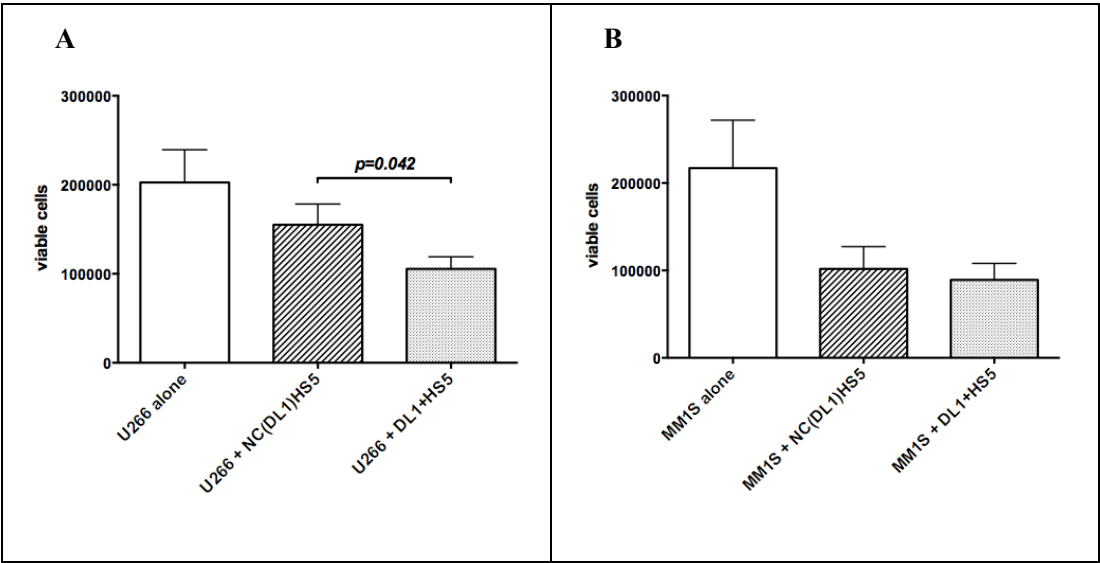 A
300000
200000
100000
0
viable cells
p=0.042
U266 alone
U266 + NC(DL1)HS5
U266 + DL1+HS5
B
300000
200000
100000
0
viable cells
MM1S alone
MM1S + NC(DL1)HS5
MM1S + DL1+HS5